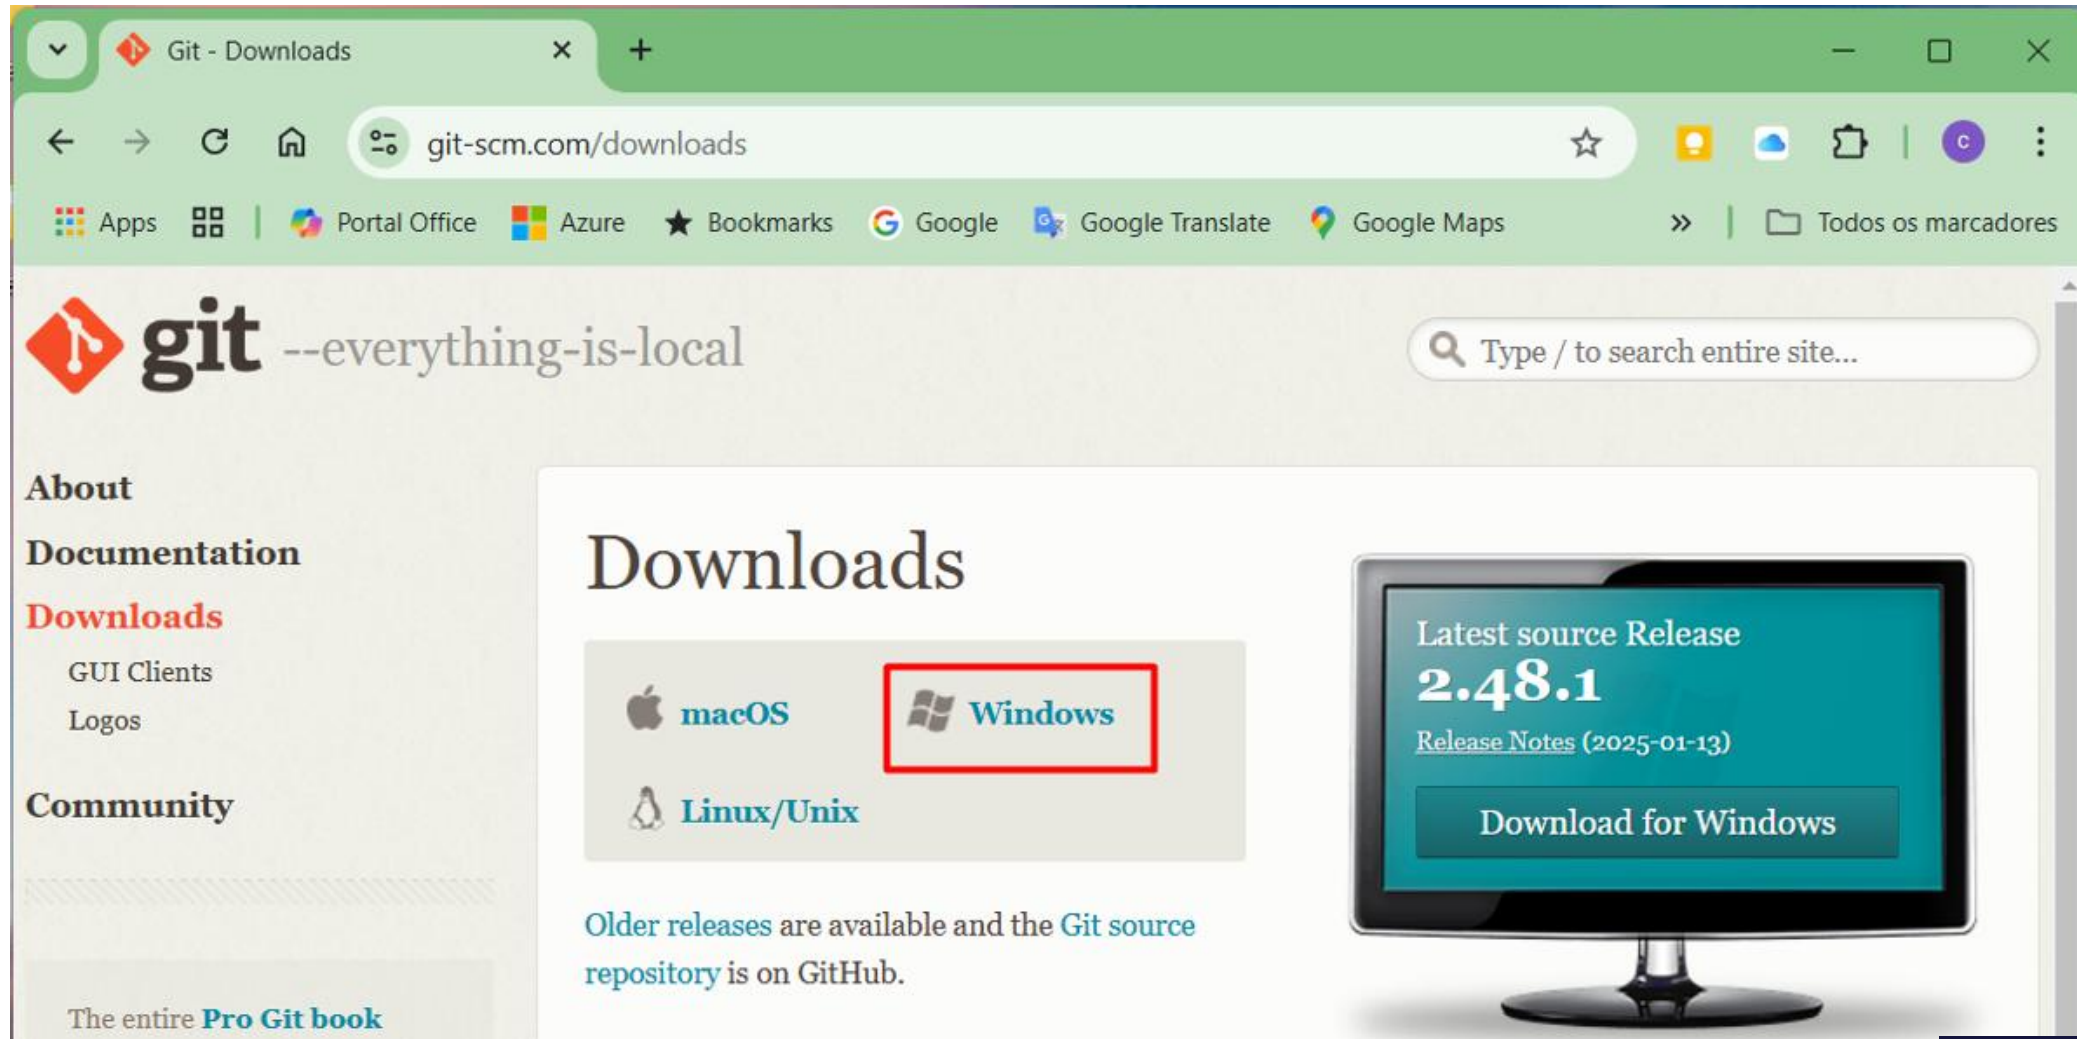 Git - Downloads
git-scm.com/downloads
C
Apps
Portal Office
Azure
Bookmarks
Google
Google Translate
Google Maps
»
Todos os marcadores
git --everything-is-local
Type / to search entire site...
About
Documentation
Downloads
GUI Clients
Logos
Community
The entire Pro Git book
Downloads
macOS
Windows
Linux/Unix
Older releases are available and the Git source
repository is on GitHub.
Latest source Release
2.48.1
Release Notes (2025-01-13)
Download for Windows